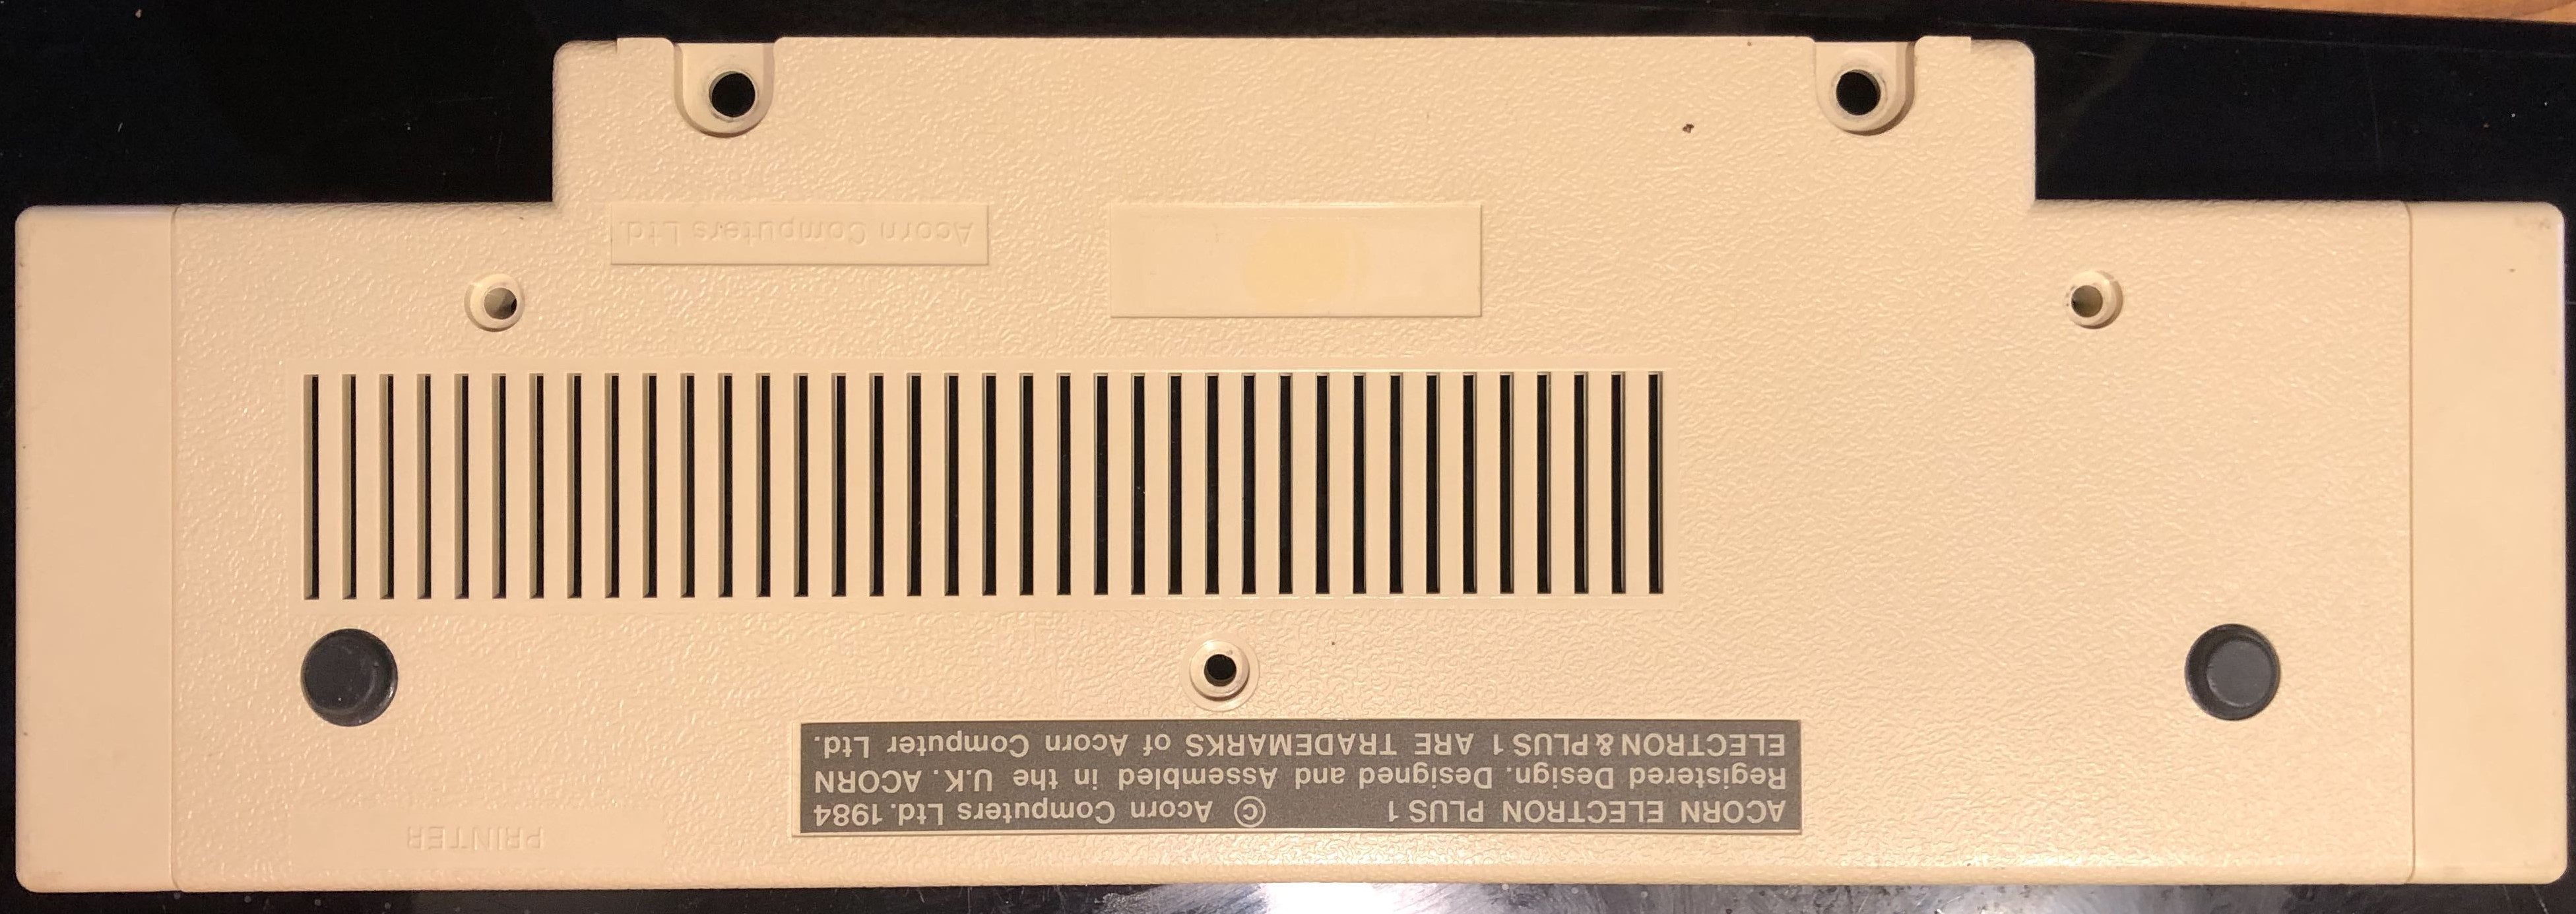 ACORN ELECTRON PLUS 1 © Acorn Computers Ltd. 1984
Registered Design. Designed and Assembled in the U.K. ACORN
ELECTRON & PLUS 1 ARE TRADEMARKS of Acorn Computer Ltd.
PRINTER
Acorn Computers Ltd.